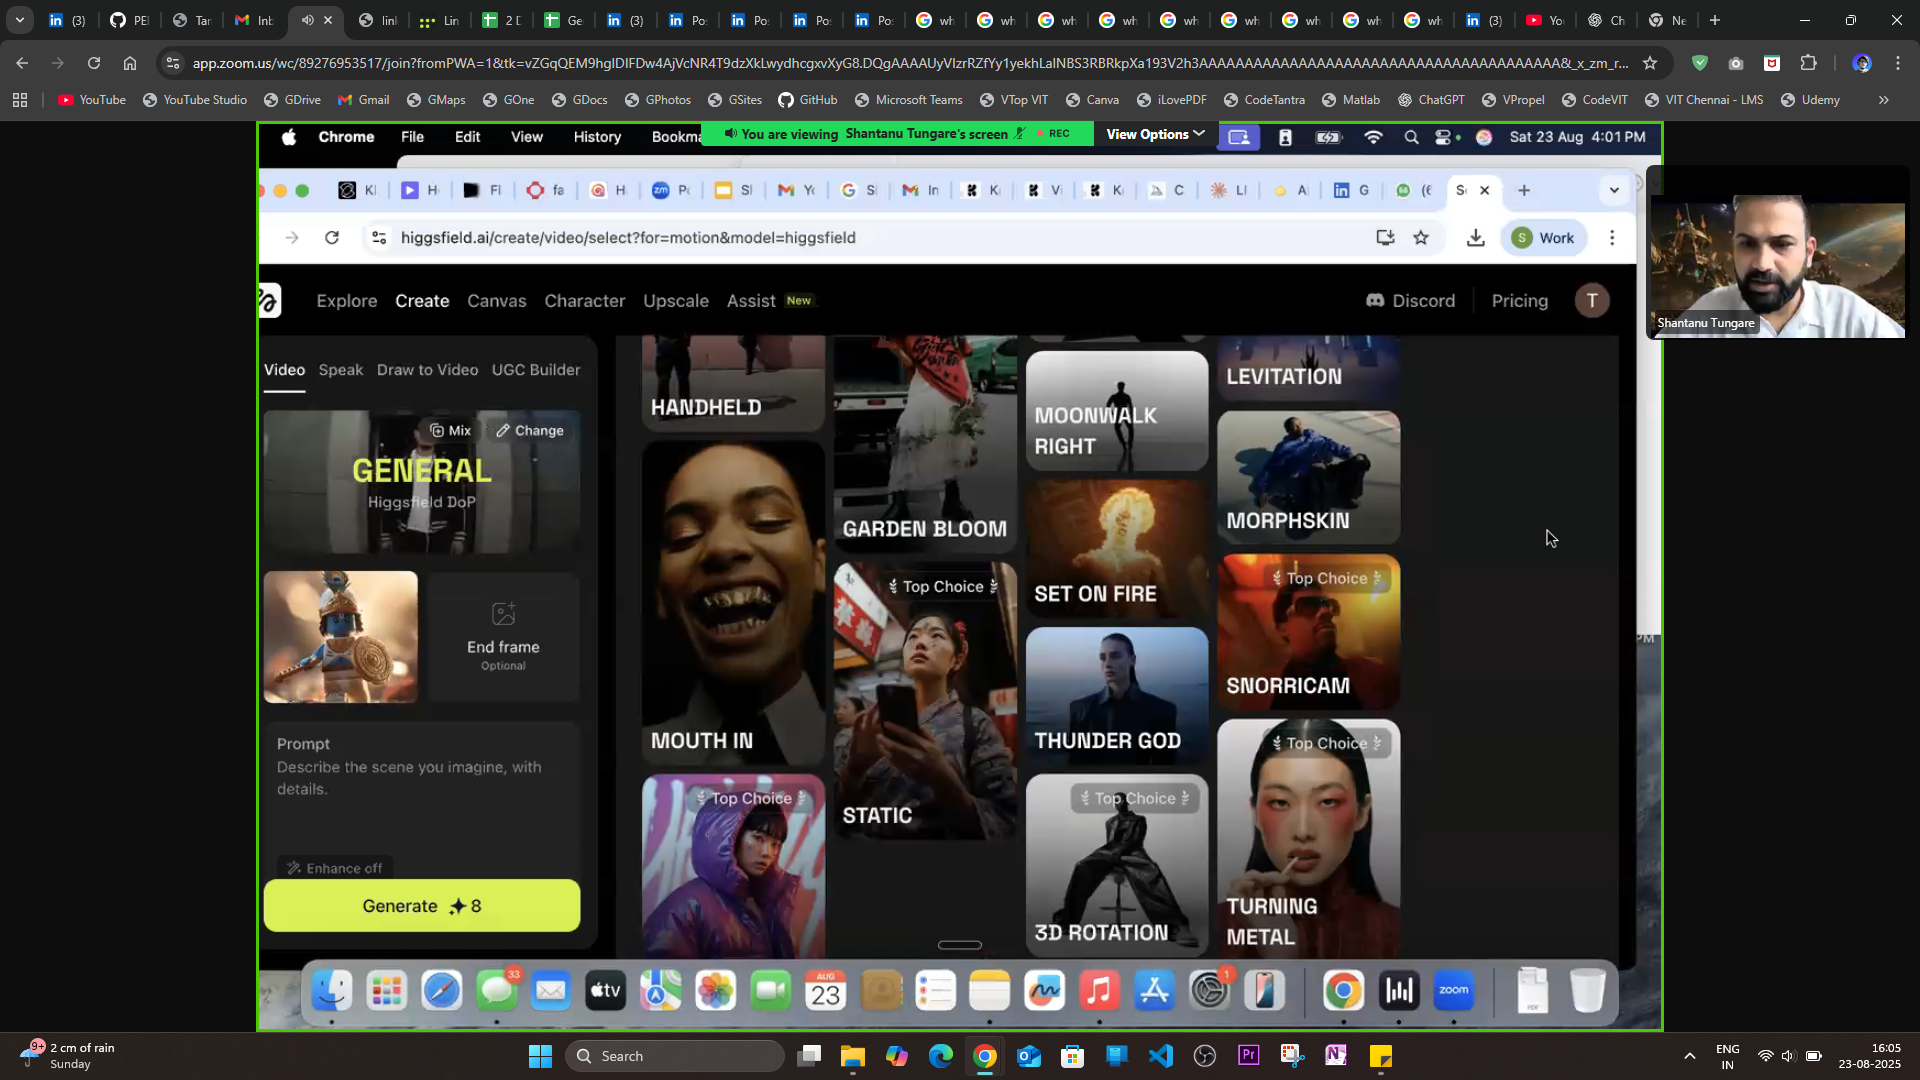 (3)
PEI
Tar
Inb
link
Lin
2 D
Ge
(3)
Po:
Po:
Po:
Po:
wh
wh
wh
wh
wh
wh
wh
wh
wh
(3)
Yo
Ch
Ne
app.zoom.us/wc/89276953517/join?fromPWA=1&tk=
YouTube
YouTube Studio
GDrive
Gmail
GMaps
GOne
GDocs
GPhotos
GSites
GitHub
Microsoft Teams
VTop VIT
Canva
iLovePDF
CodeTantra
Matlab
ChatGPT
VPropel
CodeVIT
VIT Chennai - LMS
Udemy
Chrome
File
Edit
View
History
Bookma
You are viewing Shantanu Tungare's screen
REC
View Options
Sat 23 Aug 4:01 PM
higgsfield.ai/create/video/select?for=motion&model=higgsfield
S
Work
Explore
Create
Canvas
Character
Upscale
Assist
New
Discord
Pricing
T
Shantanu Tungare
Video
Speak
Draw to Video
UGC Builder
Mix
Change
GENERAL
Higgsfield DoP
End frame
Optional
Prompt
Describe the scene you imagine, with
details.
Enhance off
Generate 8
HANDHELD
MOUTH IN
Top Choice
GARDEN BLOOM
Top Choice
STATIC
MOONWALK
RIGHT
SET ON FIRE
THUNDER GOD
Top Choice
3D ROTATION
LEVITATION
MORPHSKIN
Top Choice
SNORRICAM
Top Choice
TURNING
METAL
PM
33
tv
AUG
23
1
zoom
PDF
9+
2 cm of rain
Sunday
Search
Pr
N
ENG
IN
16:05
23-08-2025